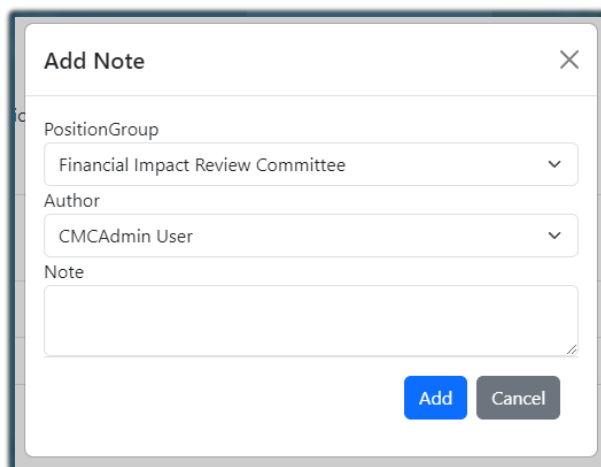 Add Note
PositionGroup
Financial Impact Review Committee
Author
CMCAdmin User
Note
Add Cancel